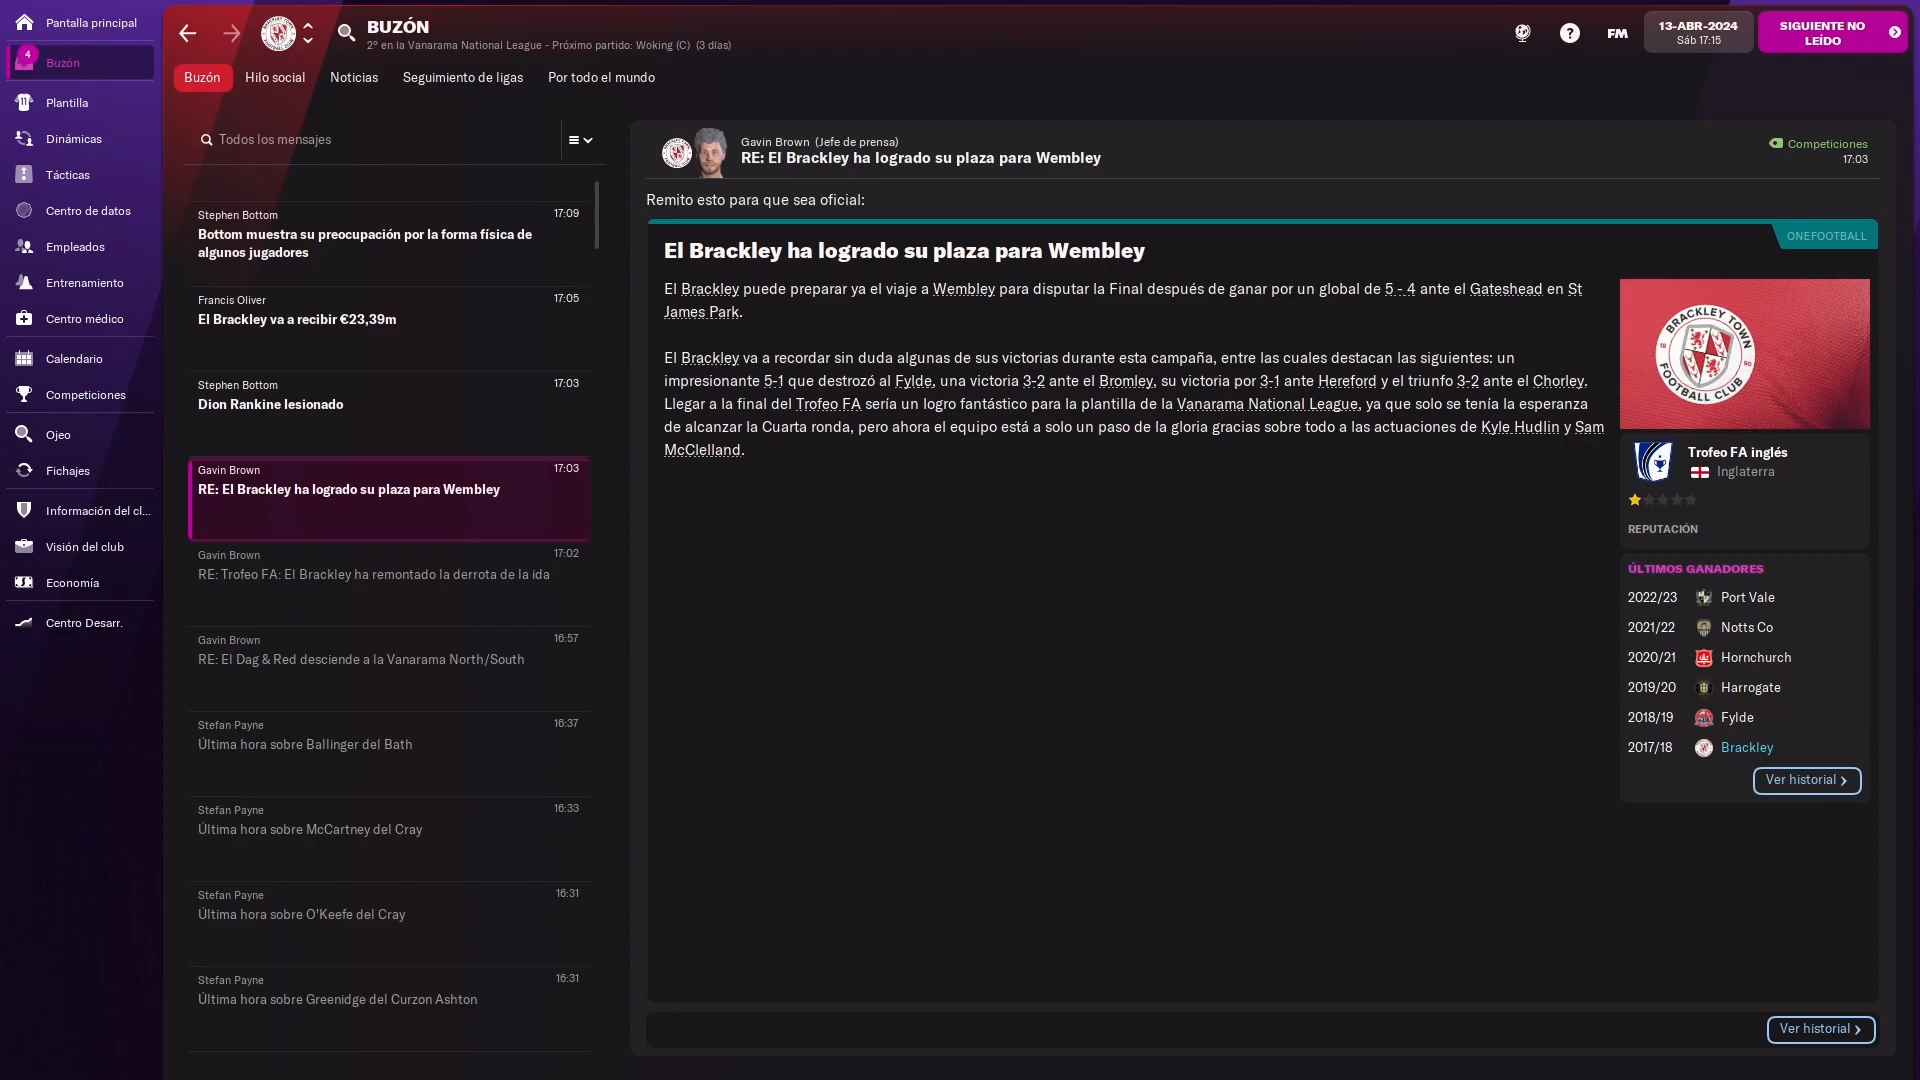 Pantalla principal
4
Buzón
Plantilla
Dinámicas
Tácticas
Centro de datos
Empleados
Entrenamiento
Centro médico
Calendario
Competiciones
Ojeo
Fichajes
Información del cl...
Visión del club
Economía
Centro Desarr.
BUZÓN
2º en la Vanarama National League - Próximo partido: Woking (C) (3 días)
FM
13-ABR-2024
Sáb 17:15
SIGUIENTE NO
LEÍDO
Buzón
Hilo social
Noticias
Seguimiento de ligas
Por todo el mundo
Todos los mensajes
Stephen Bottom 17:09
Bottom muestra su preocupación por la forma física de
algunos jugadores
Francis Oliver 17:05
El Brackley va a recibir €23,39m
Stephen Bottom 17:03
Dion Rankine lesionado
Gavin Brown 17:03
RE: El Brackley ha logrado su plaza para Wembley
Gavin Brown 17:02
RE: Trofeo FA: El Brackley ha remontado la derrota de la ida
Gavin Brown 16:57
RE: El Dag & Red desciende a la Vanarama North/South
Stefan Payne 16:37
Última hora sobre Ballinger del Bath
Stefan Payne 16:33
Última hora sobre McCartney del Cray
Stefan Payne 16:31
Última hora sobre O'Keefe del Cray
Stefan Payne 16:31
Última hora sobre Greenidge del Curzon Ashton
Gavin Brown (Jefe de prensa)
RE: El Brackley ha logrado su plaza para Wembley
Competiciones
17:03
Remito esto para que sea oficial:
ONEFOOTBALL
El Brackley ha logrado su plaza para Wembley
El Brackley puede preparar ya el viaje a Wembley para disputar la Final después de ganar por un global de 5 - 4 ante el Gateshead en St
James Park.
El Brackley va a recordar sin duda algunas de sus victorias durante esta campaña, entre las cuales destacan las siguientes: un
impresionante 5-1 que destrozó al Fylde, una victoria 3-2 ante el Bromley, su victoria por 3-1 ante Hereford y el triunfo 3-2 ante el Chorley.
Llegar a la final del Trofeo FA sería un logro fantástico para la plantilla de la Vanarama National League, ya que solo se tenía la esperanza
de alcanzar la Cuarta ronda, pero ahora el equipo está a solo un paso de la gloria gracias sobre todo a las actuaciones de Kyle Hudlin y Sam
McClelland.
BRACKLEY TOWN
18 90
FOOTBALL CLUB
Trofeo FA inglés
Inglaterra
REPUTACIÓN
ÚLTIMOS GANADORES
2022/23 Port Vale
2021/22 Notts Co
2020/21 Hornchurch
2019/20 Harrogate
2018/19 Fylde
2017/18 Brackley
Ver historial
Ver historial